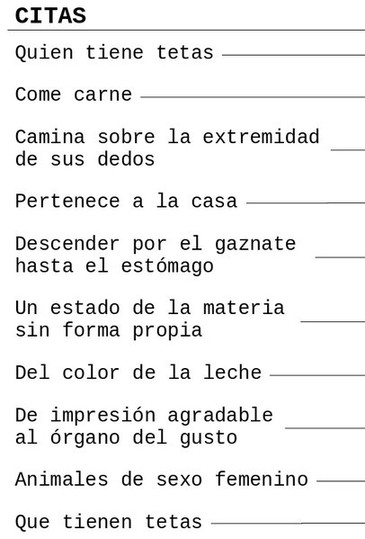 CITAS
Quien tiene tetas
Come carne
Camina sobre la extremidad
de sus dedos
Pertenece a la casa
Descender por el gaznate
hasta el estómago
Un estado de la materia
sin forma propia
Del color de la leche
De impresión agradable
al órgano del gusto
Animales de sexo femenino
Que tienen tetas